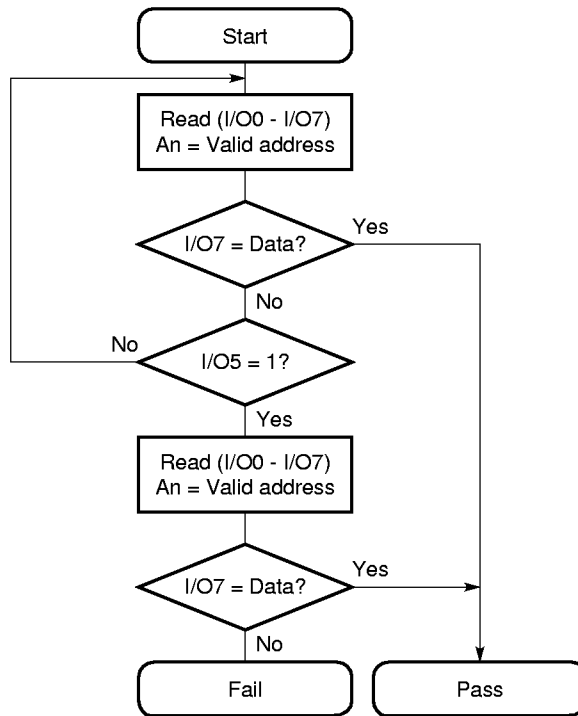 Start
Read (I/O0 - I/O7)
An = Valid address
Yes
I/O7 = Data?
No
No
I/O5 = 1?
Yes
Read (I/O0 - I/O7)
An = Valid address
Yes
I/O7 = Data?
No
Fail
Pass